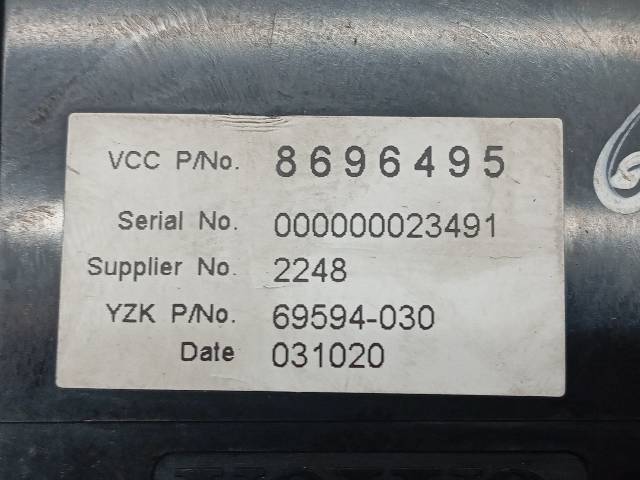 VCC P/No. 8696495
Serial No. 000000023491
Supplier No. 2248
YZK P/No. 69594-030
Date 031020